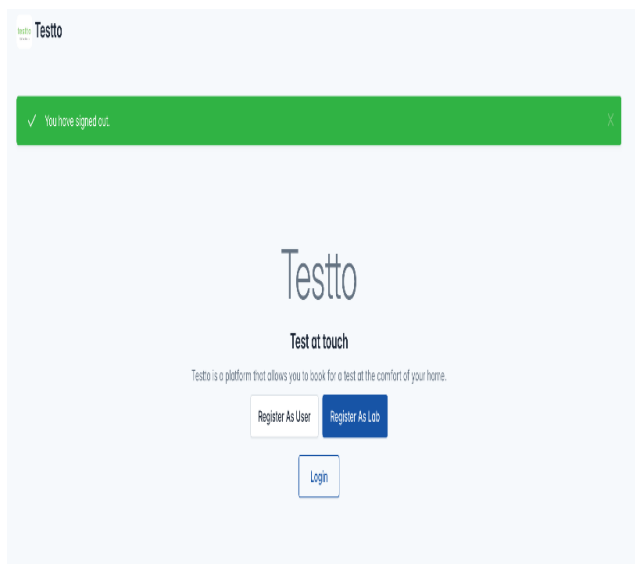 testto
Testto
You have signed out.
X
Testto
Test at touch
Testto is a platform that allows you to book for a test at the comfort of your home.
Register As User
Register As Lab
Login